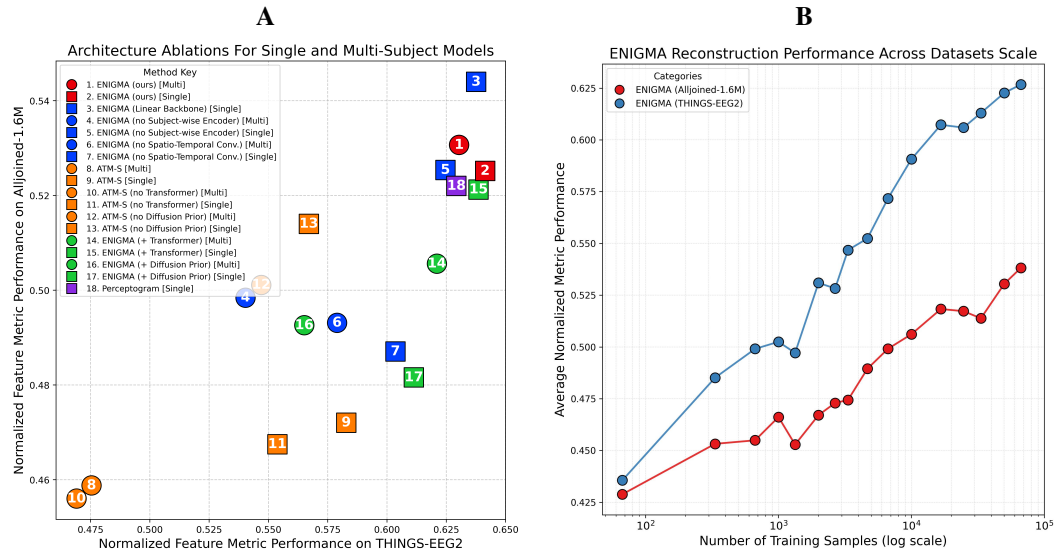 A
Architecture Ablations For Single and Multi-Subject Models
Normalized Feature Metric Performance on Alljoined-1.6M
0.54
0.52
0.50
0.48
0.46
Method Key
1. ENIGMA (ours) [Multi]
2. ENIGMA (ours) [Single]
3. ENIGMA (Linear Backbone) [Single]
4. ENIGMA (no Subject-wise Encoder) [Multi]
5. ENIGMA (no Subject-wise Encoder) [Single]
6. ENIGMA (no Spatio-Temporal Conv.) [Multi]
7. ENIGMA (no Spatio-Temporal Conv.) [Single]
8. ATM-S [Multi]
9. ATM-S [Single]
10. ATM-S (no Transformer) [Multi]
11. ATM-S (no Transformer) [Single]
12. ATM-S (no Diffusion Prior) [Multi]
13. ATM-S (no Diffusion Prior) [Single]
14. ENIGMA (+ Transformer) [Multi]
15. ENIGMA (+ Transformer) [Single]
16. ENIGMA (+ Diffusion Prior) [Multi]
17. ENIGMA (+ Diffusion Prior) [Single]
18. Perceptogram [Single]
3
1
5
2
18
15
13
14
12
4
16
6
7
17
9
11
8
10
0.475
0.500
0.525
0.550
0.575
0.600
0.625
0.650
Normalized Feature Metric Performance on THINGS-EEG2
B
ENIGMA Reconstruction Performance Across Datasets Scale
Average Normalized Metric Performance
0.625
0.600
0.575
0.550
0.525
0.500
0.475
0.450
0.425
Categories
ENIGMA (Alljoined-1.6M)
ENIGMA (THINGS-EEG2)
10²
10³
10⁴
10⁵
Number of Training Samples (log scale)